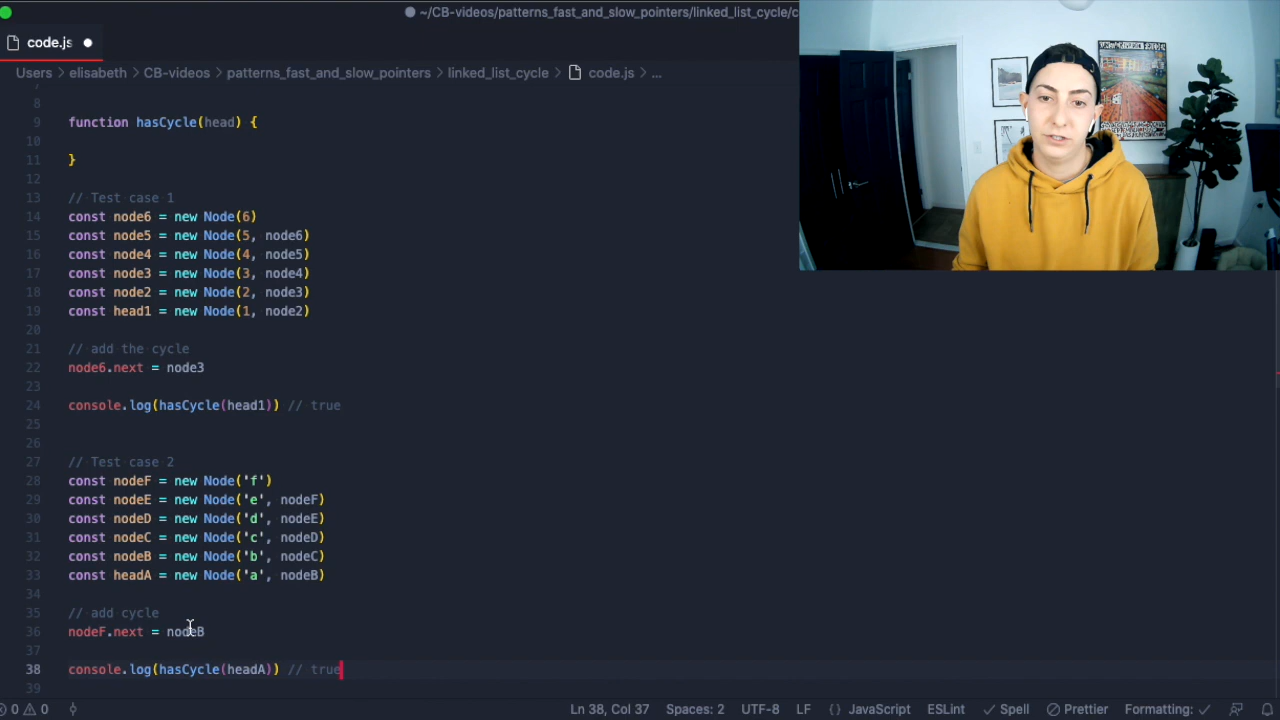 ~/CB-videos/patterns_fast_and_slow_pointers/linked_list_cycle/c
code.js
Users > elisabeth > CB-videos > patterns_fast_and_slow_pointers > linked_list_cycle > code.js > ...
8
9 function hasCycle(head) {
10
11 }
12
13 // Test case 1
14 const node6 = new Node(6)
15 const node5 = new Node(5, node6)
16 const node4 = new Node(4, node5)
17 const node3 = new Node(3, node4)
18 const node2 = new Node(2, node3)
19 const head1 = new Node(1, node2)
20
21 // add the cycle
22 node6.next = node3
23
24 console.log(hasCycle(head1)) // true
25
26
27 // Test case 2
28 const nodeF = new Node('f')
29 const nodeE = new Node('e', nodeF)
30 const nodeD = new Node('d', nodeE)
31 const nodeC = new Node('c', nodeD)
32 const nodeB = new Node('b', nodeC)
33 const headA = new Node('a', nodeB)
34
35 // add cycle
36 nodeF.next = nodeB
37
38 console.log(hasCycle(headA)) // true
39
0 0 Ln 38, Col 37 Spaces: 2 UTF-8 LF {} JavaScript ESLint Spell Prettier Formatting: